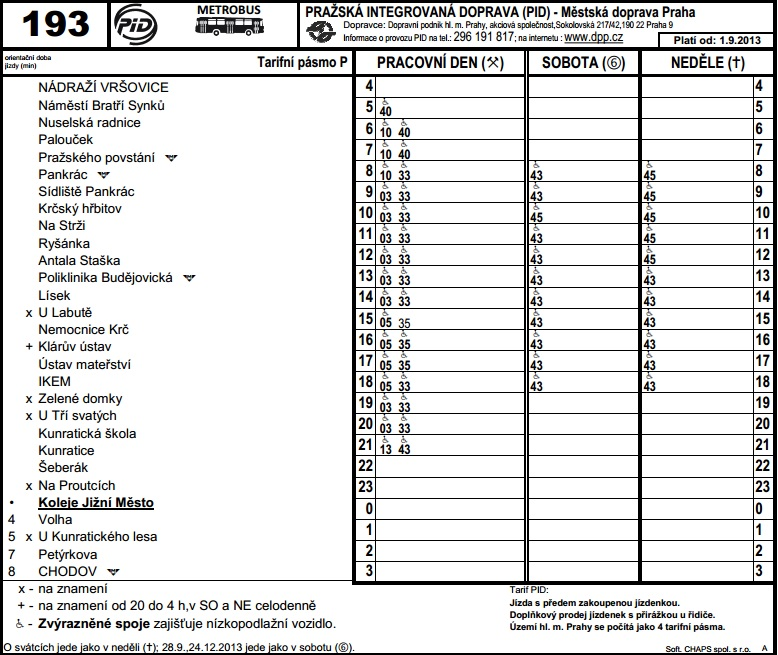 193 PID METROBUS PRAŽSKÁ INTEGROVANÁ DOPRAVA (PID) - Městská doprava Praha
Dopravce: Dopravní podnik hl. m. Prahy, akciová společnost,Sokolovská 217/42,190 22 Praha 9
Informace o provozu PID na tel.: 296 191 817; na internetu : www.dpp.cz
Platí od: 1.9.2013
orientační doba
jízdy (min)
Tarifní pásmo P PRACOVNÍ DEN (⚒) SOBOTA (⑥) NEDĚLE (✝)
NÁDRAŽÍ VRŠOVICE
Náměstí Bratří Synků
Nuselská radnice
Palouček
Pražského povstání
Pankrác
Sídliště Pankrác
Krčský hřbitov
Na Strži
Ryšánka
Antala Staška
Poliklinika Budějovická
Lísek
x U Labutě
Nemocnice Krč
+ Klárův ústav
Ústav mateřství
IKEM
x Zelené domky
x U Tří svatých
Kunratická škola
Kunratice
Šeberák
x Na Proutcích
• Koleje Jižní Město
4 Volha
5 x U Kunratického lesa
7 Petýrkova
8 CHODOV
4 4
5 40 5
6 10 40 6
7 10 40 7
8 10 33 43 45 8
9 03 33 43 45 9
10 03 33 45 45 10
11 03 33 43 45 11
12 03 33 43 45 12
13 03 33 43 43 13
14 03 33 43 43 14
15 05 35 43 43 15
16 05 35 43 43 16
17 05 35 43 43 17
18 05 33 43 43 18
19 03 33 19
20 03 33 20
21 13 43 21
22 22
23 23
0 0
1 1
2 2
3 3
x - na znamení
+ - na znamení od 20 do 4 h,v SO a NE celodenně
♿ - Zvýrazněné spoje zajišťuje nízkopodlažní vozidlo.
O svátcích jede jako v neděli (✝); 28.9.,24.12.2013 jede jako v sobotu (⑥).
Tarif PID:
Jízda s předem zakoupenou jízdenkou.
Doplňkový prodej jízdenek s přirážkou u řidiče.
Území hl. m. Prahy se počítá jako 4 tarifní pásma.
Soft. CHAPS spol. s r.o. A